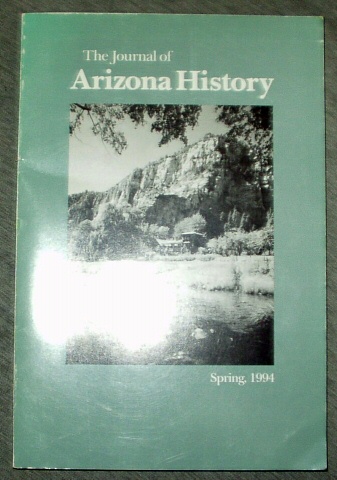 The Journal of
Arizona History
Spring, 1994